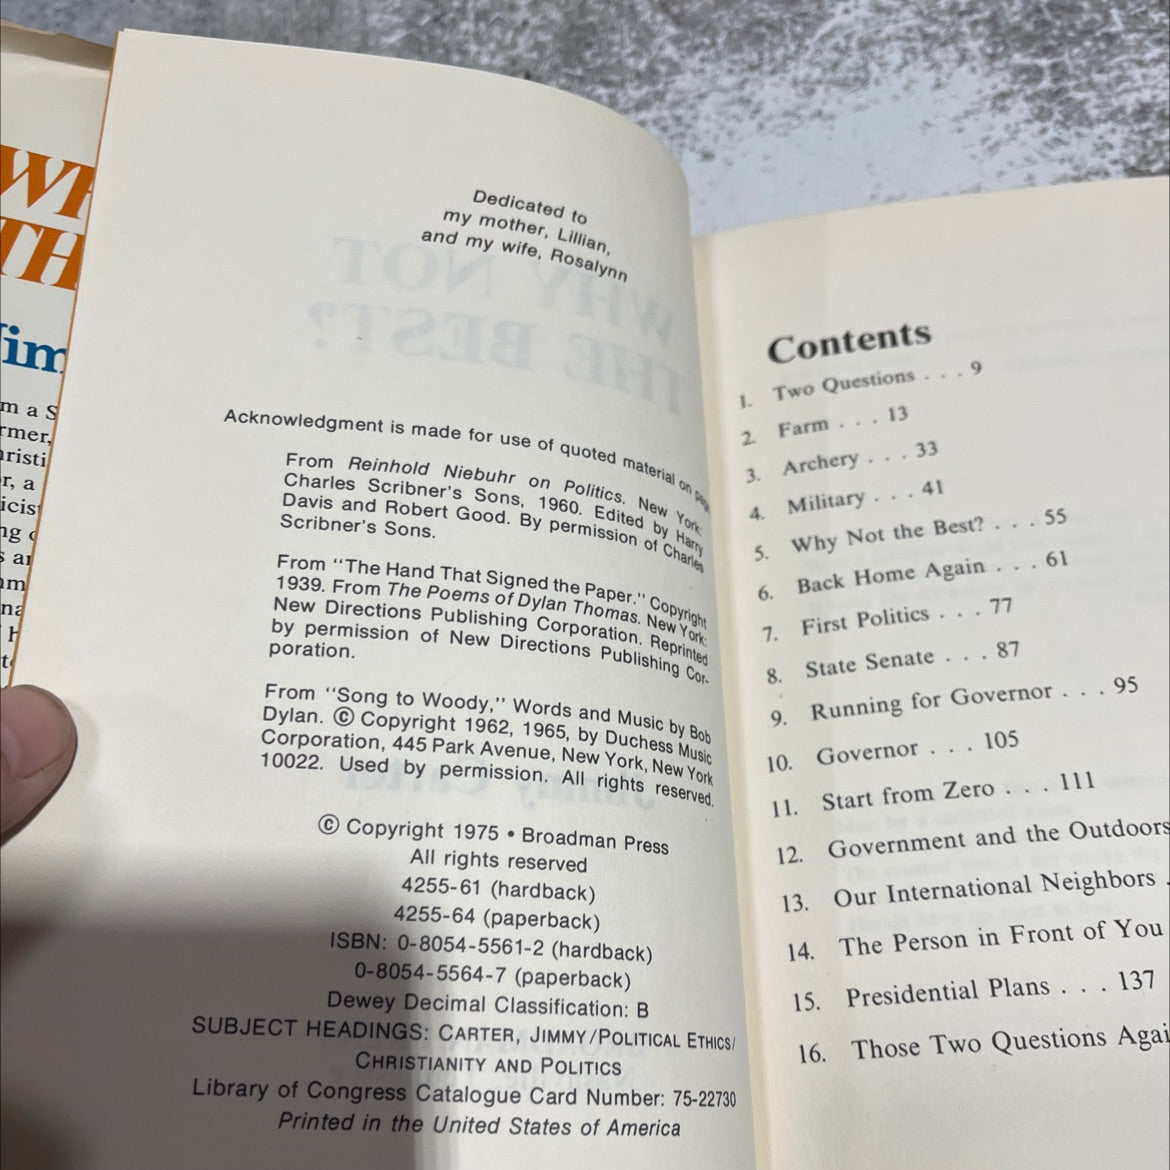 Dedicated to
my mother, Lillian,
and my wife, Rosalynn
WHY NOT
THE BEST?
Acknowledgment is made for use of quoted material on page
From Reinhold Niebuhr on Politics. New York:
Charles Scribner's Sons, 1960. Edited by Harry
Davis and Robert Good. By permission of Charles
Scribner's Sons.
From "The Hand That Signed the Paper." Copyright
1939. From The Poems of Dylan Thomas. New York:
New Directions Publishing Corporation. Reprinted
by permission of New Directions Publishing Cor-
poration.
From "Song to Woody," Words and Music by Bob
Dylan. © Copyright 1962, 1965, by Duchess Music
Corporation, 445 Park Avenue, New York, New York
10022. Used by permission. All rights reserved.
Jimmy Carter
© Copyright 1975 • Broadman Press
All rights reserved
4255-61 (hardback)
4255-64 (paperback)
ISBN: 0-8054-5561-2 (hardback)
0-8054-5564-7 (paperback)
Dewey Decimal Classification: B
SUBJECT HEADINGS: CARTER, JIMMY/POLITICAL ETHICS/
CHRISTIANITY AND POLITICS
Library of Congress Catalogue Card Number: 75-22730
Printed in the United States of America
Contents
1. Two Questions . . . 9
2. Farm . . . 13
3. Archery . . . 33
4. Military . . . 41
5. Why Not the Best? . . . 55
6. Back Home Again . . . 61
7. First Politics . . . 77
8. State Senate . . . 87
9. Running for Governor . . . 95
10. Governor . . . 105
11. Start from Zero . . . 111
12. Government and the Outdoors
13. Our International Neighbors .
14. The Person in Front of You
15. Presidential Plans . . . 137
16. Those Two Questions Agai